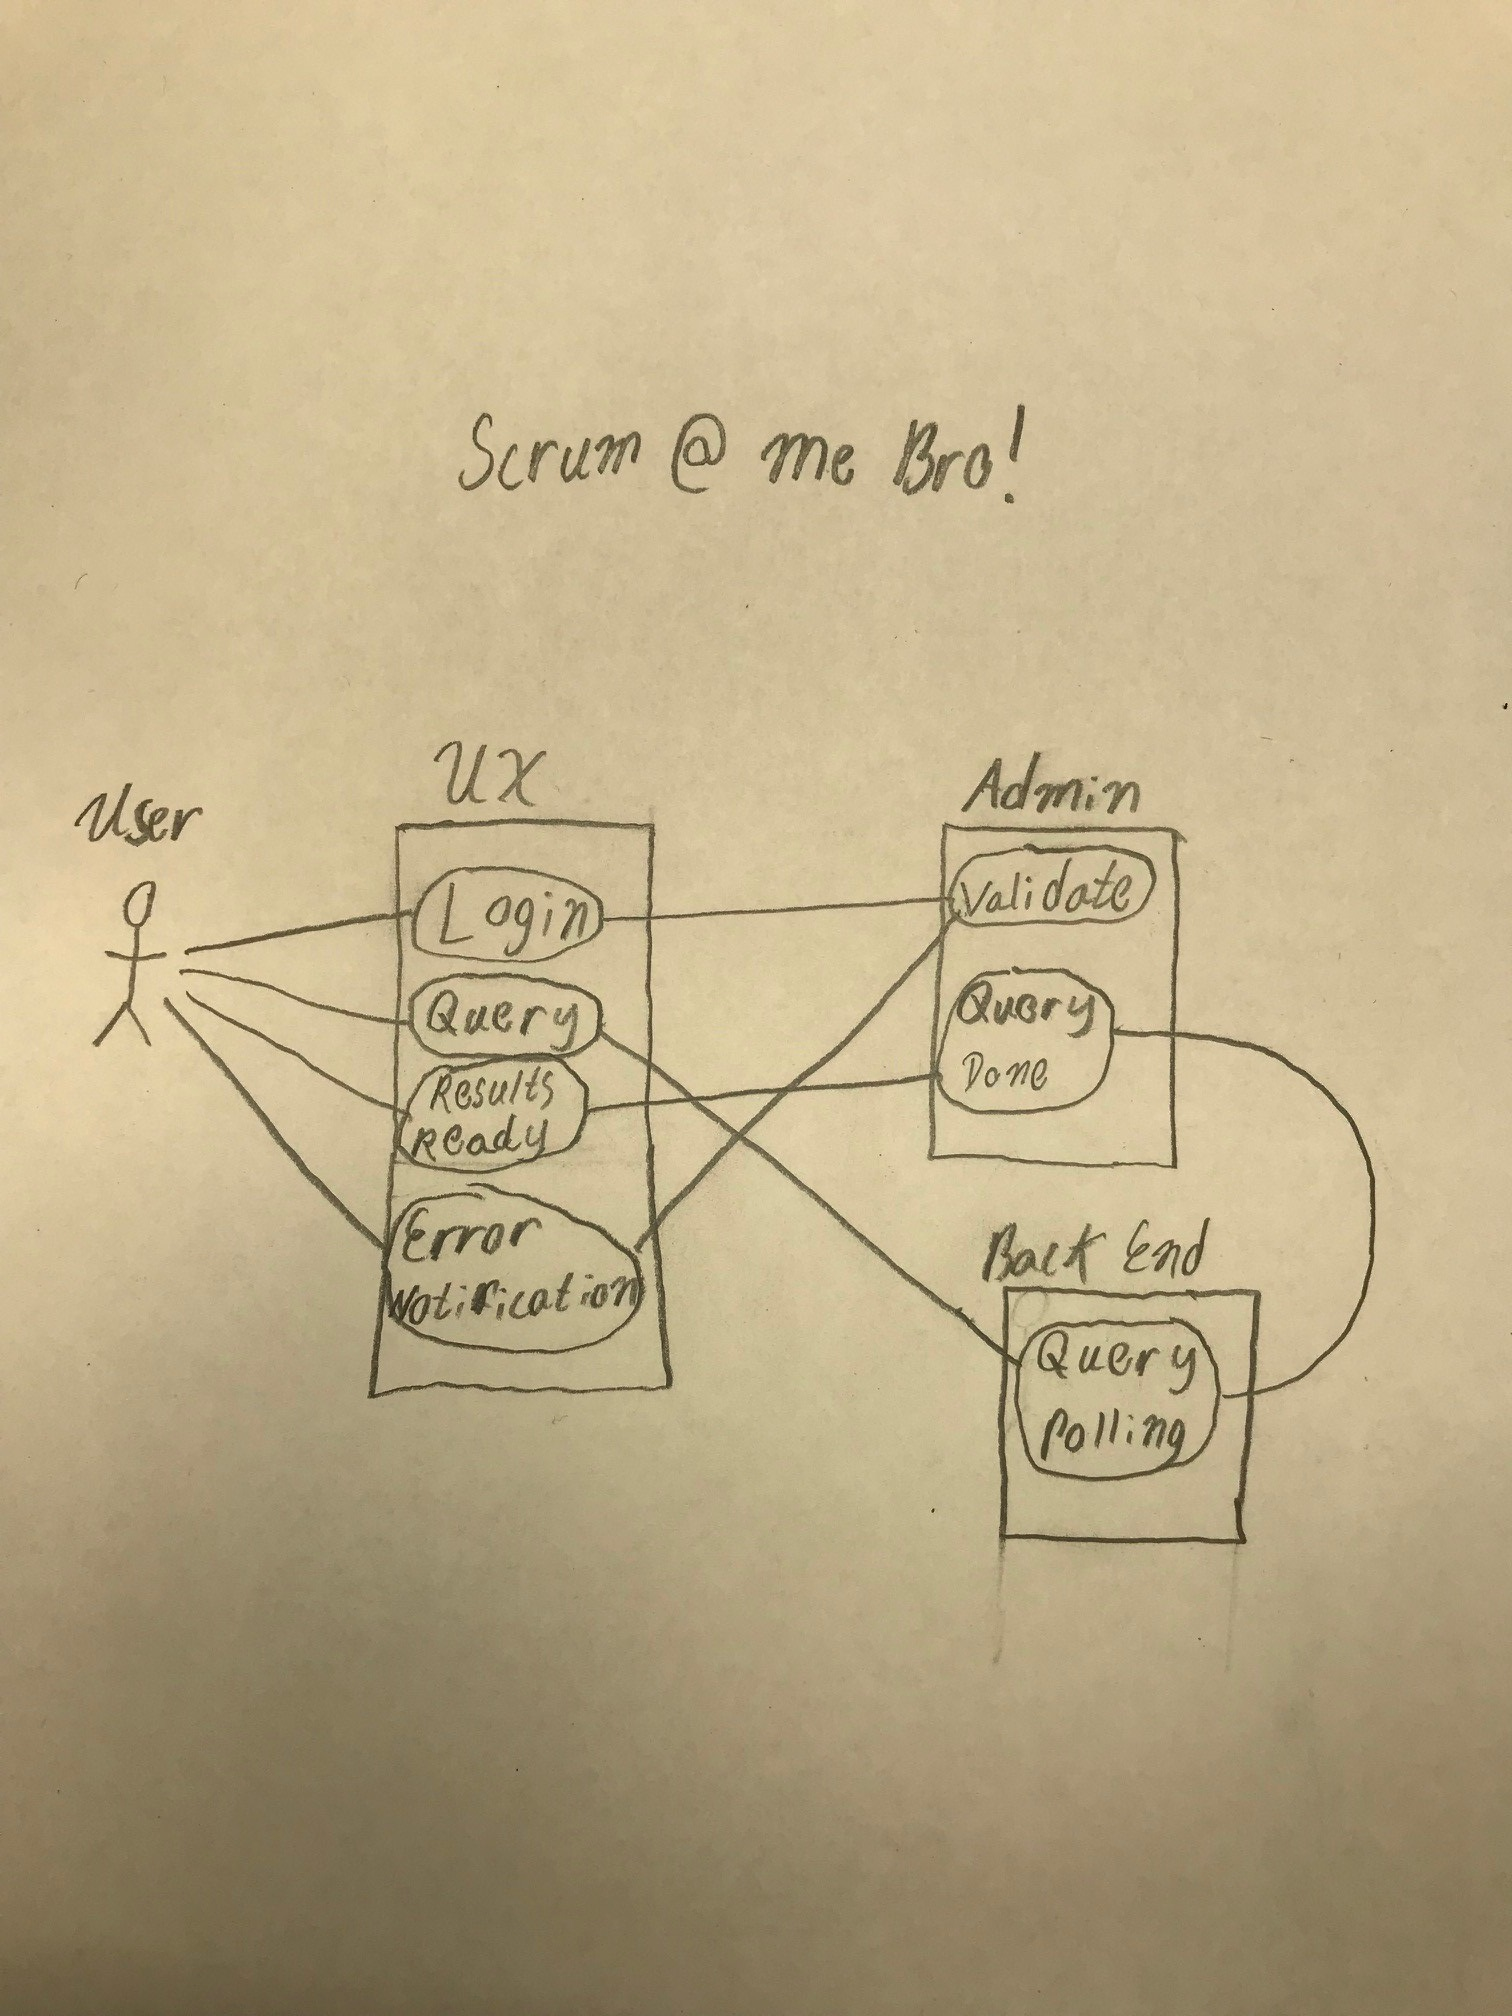 Scrum @ me Bro!
UX
User
Login
Query
Results
Ready
Error
Notification
Admin
Validate
Query
Done
Back End
Query
Polling